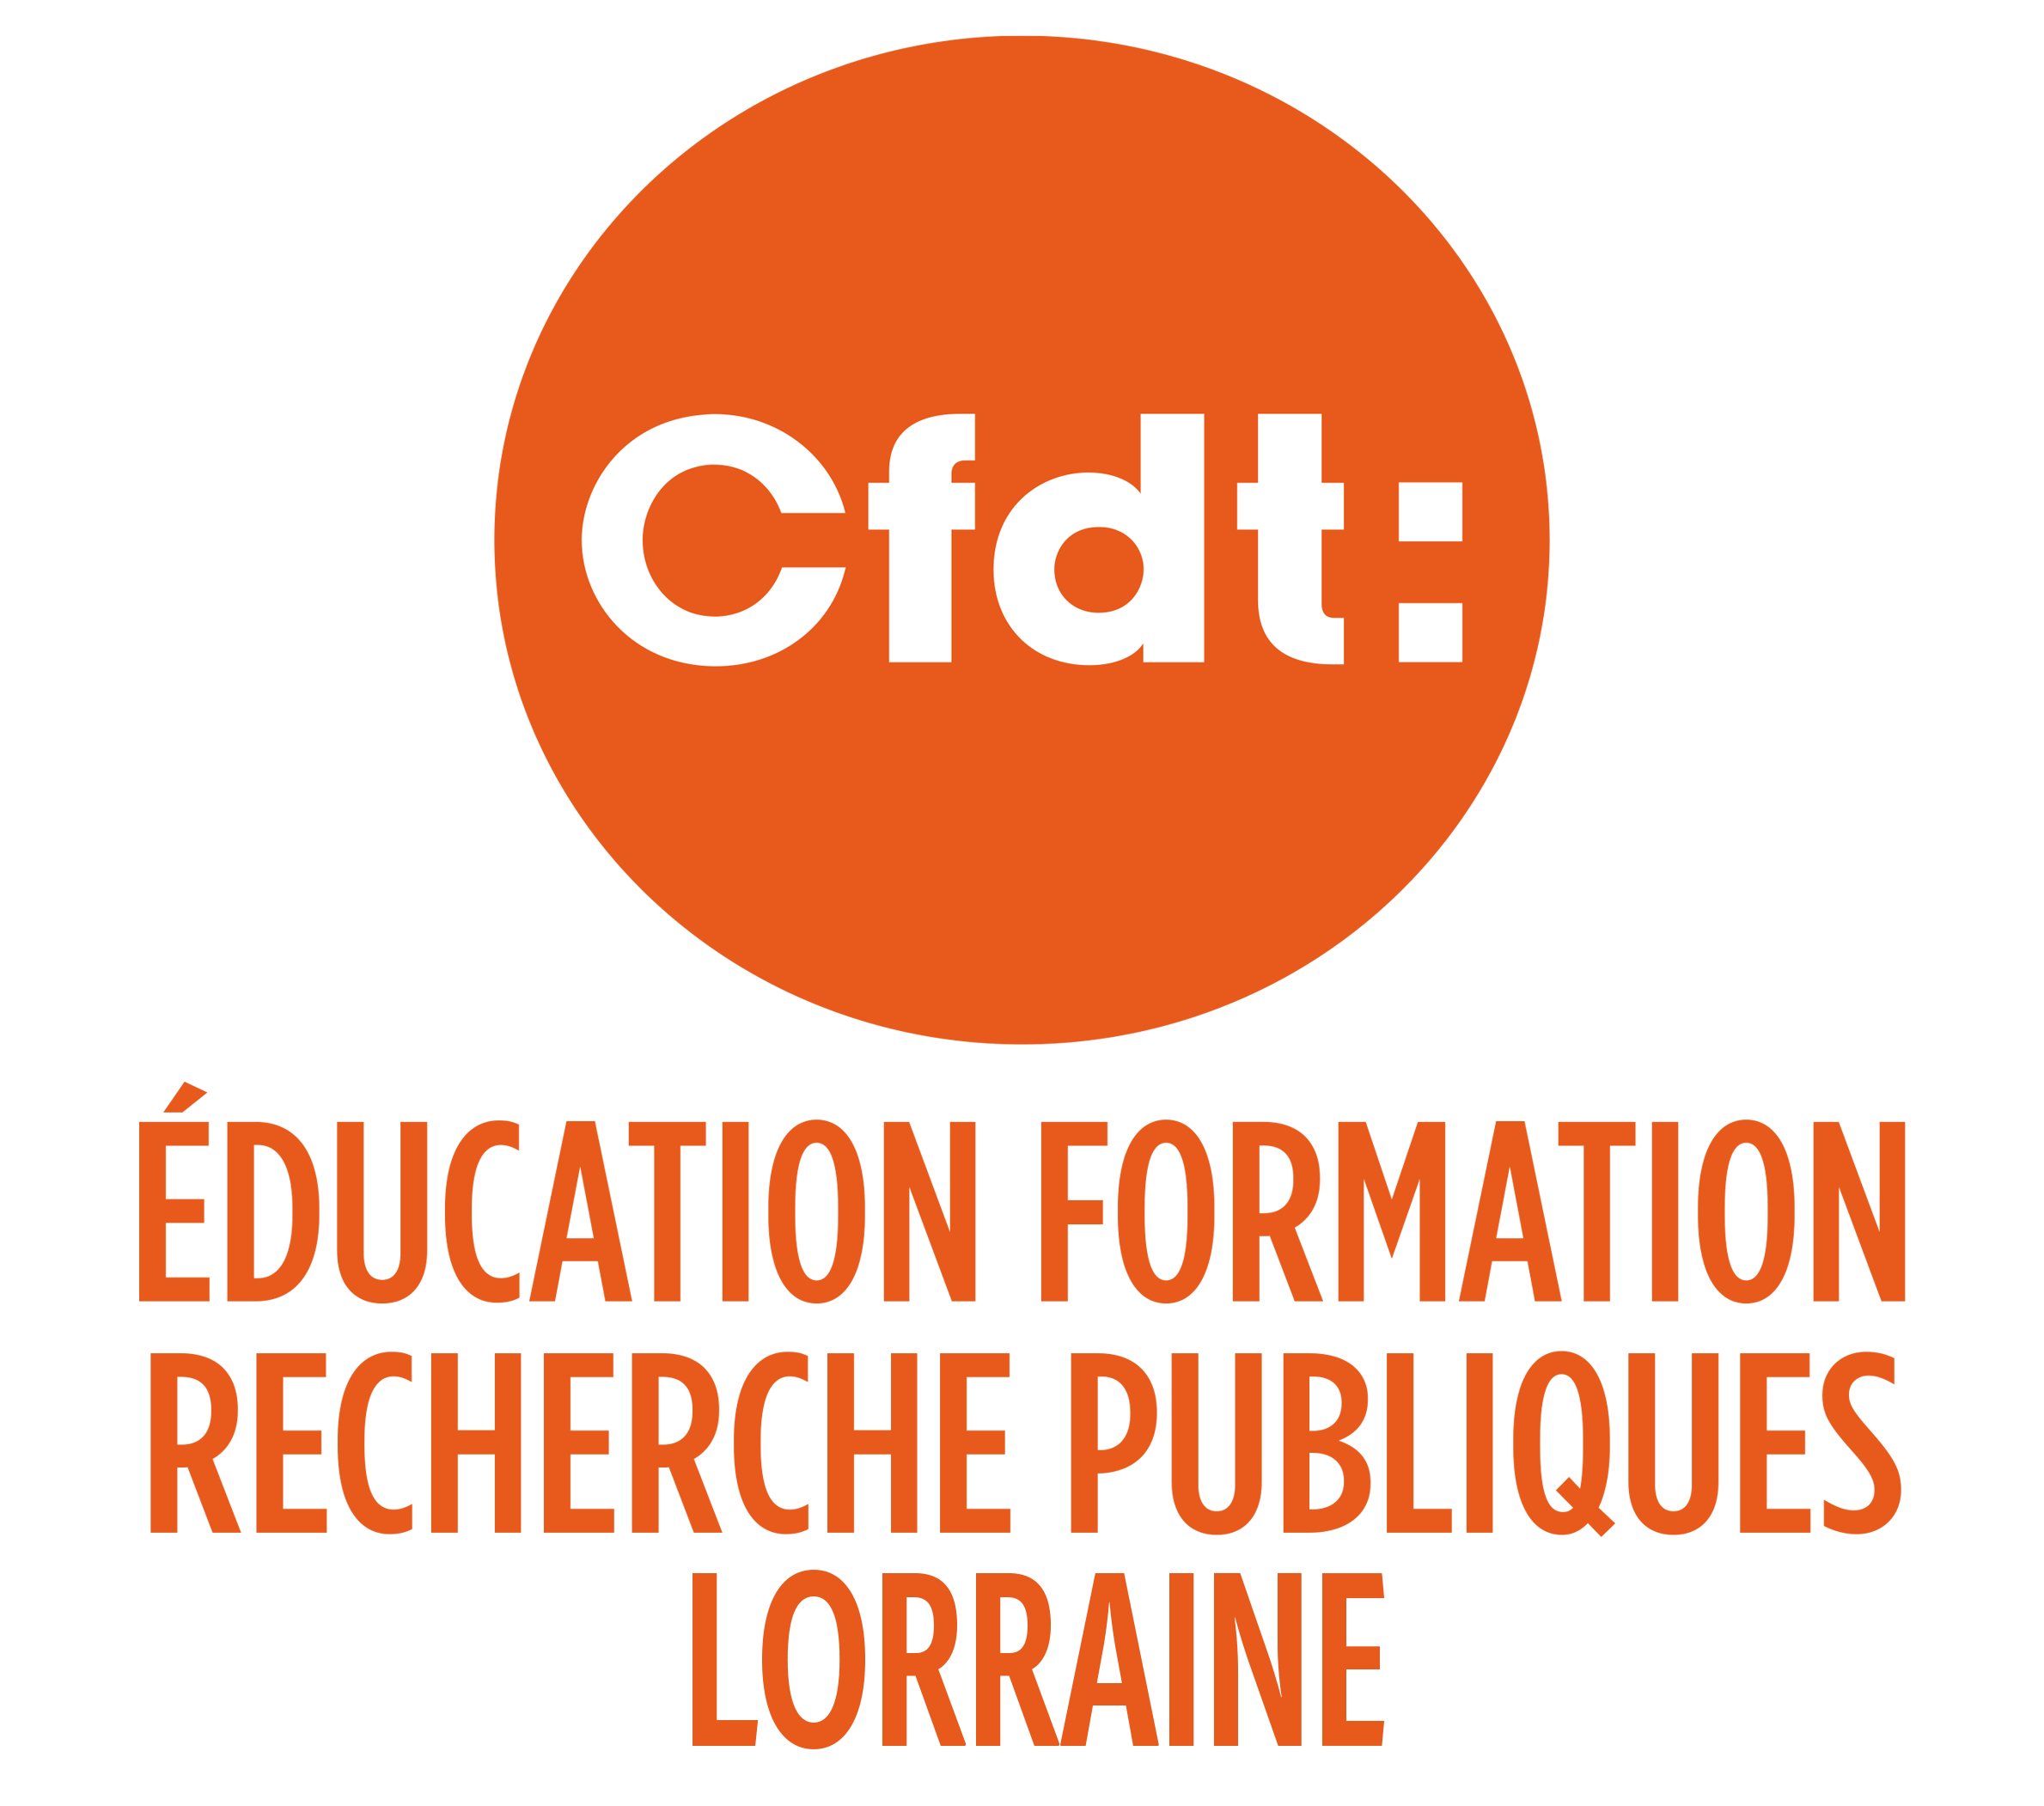 Cfdt:
ÉDUCATION FORMATION
RECHERCHE PUBLIQUES
LORRAINE